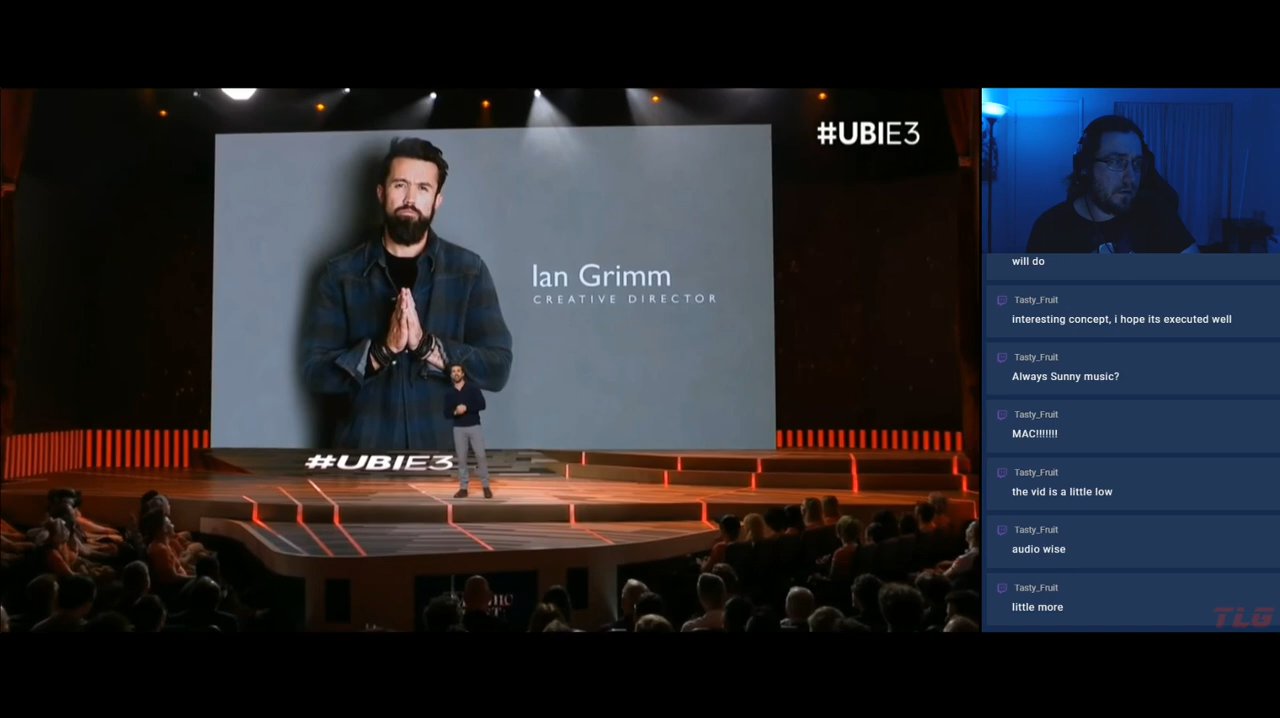 #UBIE3
Ian Grimm
CREATIVE DIRECTOR
#UBIE3
will do
Tasty_Fruit
interesting concept, i hope its executed well
Tasty_Fruit
Always Sunny music?
Tasty_Fruit
MAC!!!!!!!
Tasty_Fruit
the vid is a little low
Tasty_Fruit
audio wise
Tasty_Fruit
little more
TLG